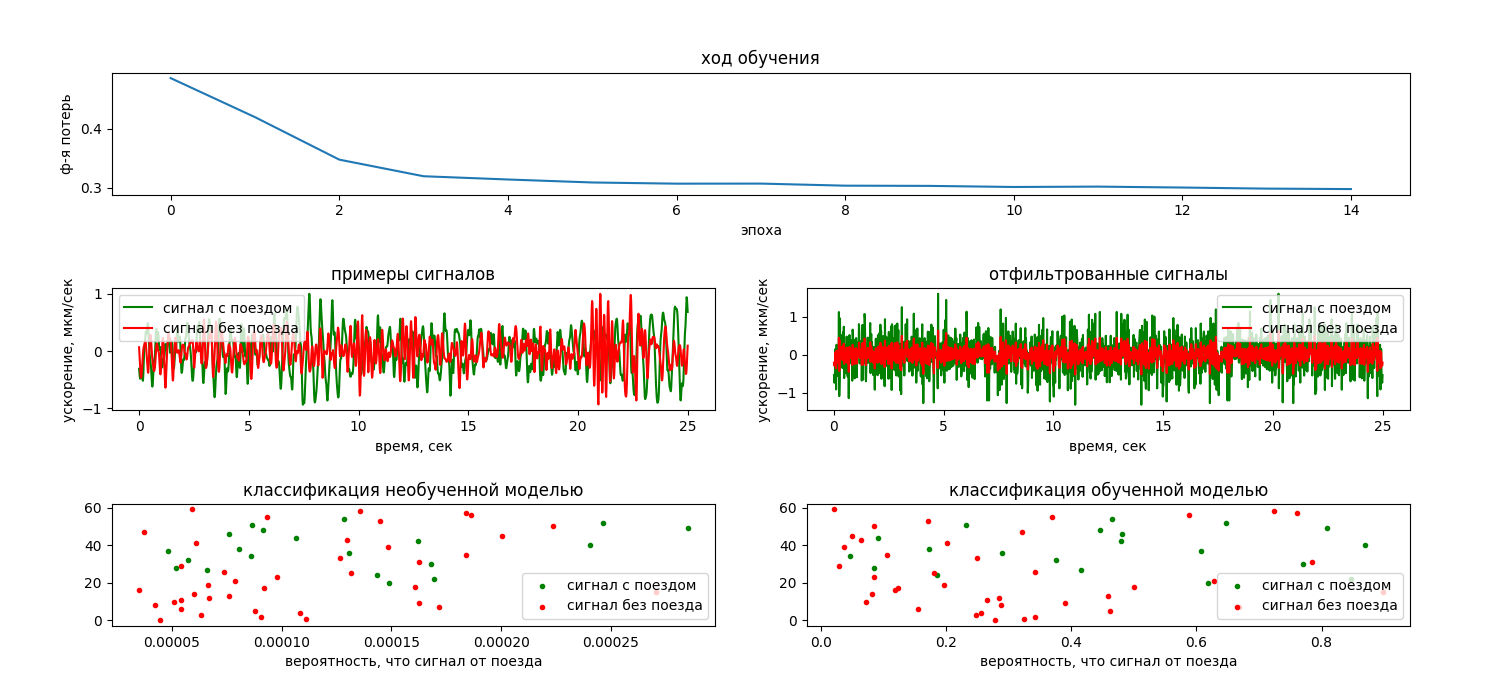 ход обучения
ф-я потерь
0.4
0.3
0 2 4 6 8 10 12 14
эпоха
примеры сигналов
ускорение, мкм/сек
1
0
−1
сигнал с поездом
сигнал без поезда
0 5 10 15 20 25
время, сек
отфильтрованные сигналы
ускорение, мкм/сек
1
0
−1
сигнал с поездом
сигнал без поезда
0 5 10 15 20 25
время, сек
классификация необученной моделью
60
40
20
0
сигнал с поездом
сигнал без поезда
0.00005 0.00010 0.00015 0.00020 0.00025
вероятность, что сигнал от поезда
классификация обученной моделью
60
40
20
0
сигнал с поездом
сигнал без поезда
0.0 0.2 0.4 0.6 0.8
вероятность, что сигнал от поезда